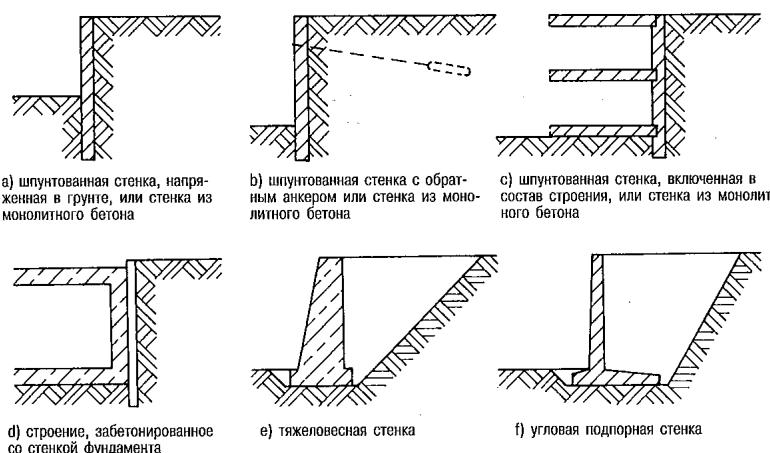 a) шпунтованная стенка, напря-
женная в грунте, или стенка из
монолитного бетона
b) шпунтованная стенка с обрат-
ным анкером или стенка из моно-
литного бетона
c) шпунтованная стенка, включенная в
состав строения, или стенка из монолит
ного бетона
d) строение, забетонированное
со стенкой фундамента
e) тяжеловесная стенка
f) угловая подпорная стенка